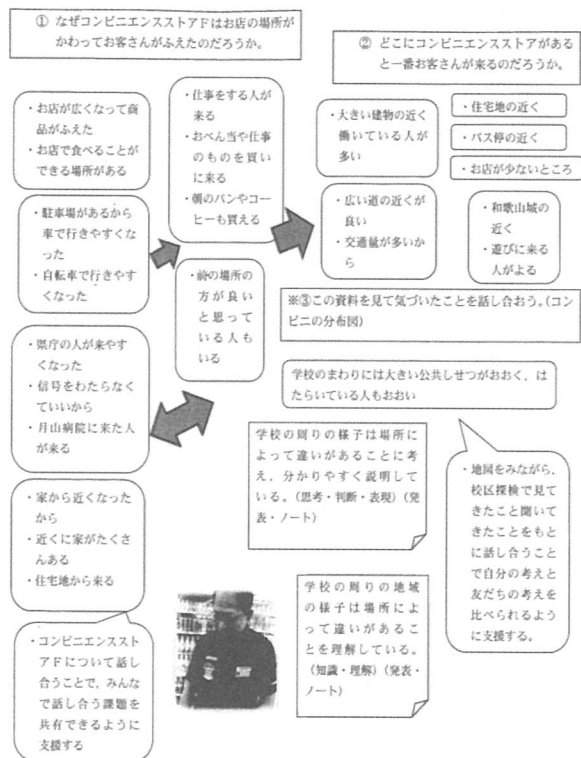 ① なぜコンビニエンスストアFはお店の場所が
かわってお客さんがふえたのだろうか。
② どこにコンビニエンスストアがある
と一番お客さんが来るのだろうか。
・お店が広くなって商
品がふえた
・お店で食べることが
できる場所がある
・駐車場があるから
車で行きやすくな
った
・自転車で行きやす
くなった
・県庁の人が来やす
くなった
・信号をわたらなく
ていいから
・月山病院に来た人
が来る
・家から近くなった
から
・近くに家がたくさ
んある
・住宅地から来る
・コンビニエンススト
アFについて話し
合うことで、みんな
で話し合う課題を
共有できるように
支援する
・仕事をする人が
来る
・おべん当や仕事
のものを買い
に来る
・朝のパンやコー
ヒーも買える
・前の場所の
方が良い
と思って
いる人も
いる
・大きい建物の近く
働いている人が
多い
・広い道の近くが
良い
・交通量が多いか
ら
・住宅地の近く
・バス停の近く
・お店が少ないところ
・和歌山城の
近く
・遊びに来る
人がよる
※③この資料を見て気づいたことを話し合おう。(コン
ビニの分布図)
学校のまわりには大きい公共しせつがおおく，は
たらいている人もおおい
学校の周りの様子は場所に
よって違いがあることに考
え，分かりやすく説明して
いる。(思考・判断・表現)(発
表・ノート)
学校の周りの地域
の様子は場所によ
って違いがあるこ
とを理解している。
(知識・理解)(発表・
ノート)
・地図をみながら，
校区探検で見て
きたこと聞いて
きたことをもと
に話し合うこと
で自分の考えと
友だちの考えを
比べられるよう
に支援する。